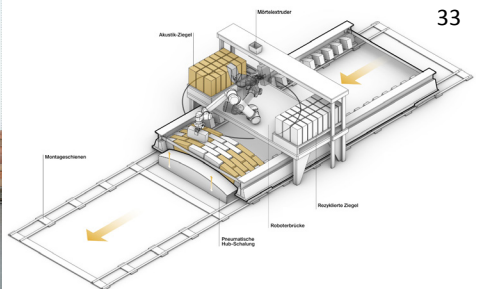 33
Mörtelextruder
Akustik-Ziegel
Montageschienen
Rezyklierte Ziegel
Roboterbrücke
Pneumatische
Hub-Schalung